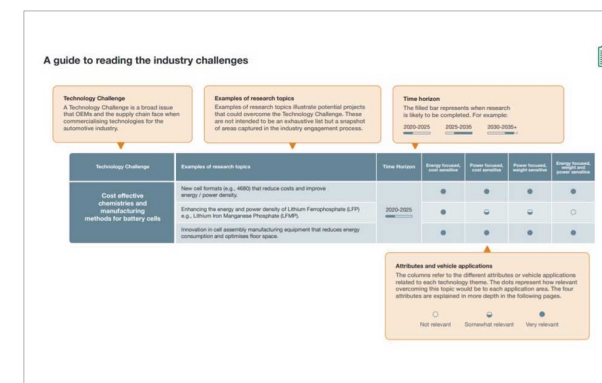 A guide to reading the industry challenges
Technology Challenge
A Technology Challenge is a broad issue
that OEMs and the supply chain face when
commercialising technologies for the
automotive industry.
Examples of research topics
Examples of research topics illustrate potential projects
that could overcome the Technology Challenge. These
are not intended to be an exhaustive list but a snapshot
of areas captured in the industry engagement process.
Time horizon
The filled bar represents when research
is likely to be completed. For example:
2020-2025 2025-2035 2030-2035+
Technology Challenge Examples of research topics Time Horizon
Energy focused,
cost sensitive
Power focused,
cost sensitive
Power focused,
weight sensitive
Energy focused,
weight and
power sensitive
Cost effective
chemistries and
manufacturing
methods for battery cells
New cell formats (e.g., 4680) that reduce costs and improve
energy / power density.
Enhancing the energy and power density of Lithium Ferrophosphate (LFP)
e.g., Lithium Iron Manganese Phosphate (LFMP).
Innovation in cell assembly manufacturing equipment that reduces energy
consumption and optimises floor space.
2020-2025
Attributes and vehicle applications
The columns refer to the different attributes or vehicle applications
related to each technology theme. The dots represent how relevant
overcoming this topic would be to each application area. The four
attributes are explained in more depth in the following pages.
Not relevant Somewhat relevant Very relevant